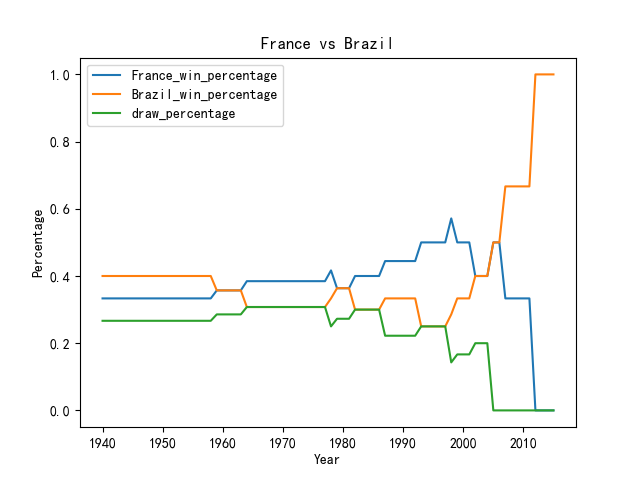 France vs Brazil
France_win_percentage
Brazil_win_percentage
draw_percentage
1.0
0.8
0.6
0.4
0.2
0.0
Percentage
1940 1950 1960 1970 1980 1990 2000 2010
Year